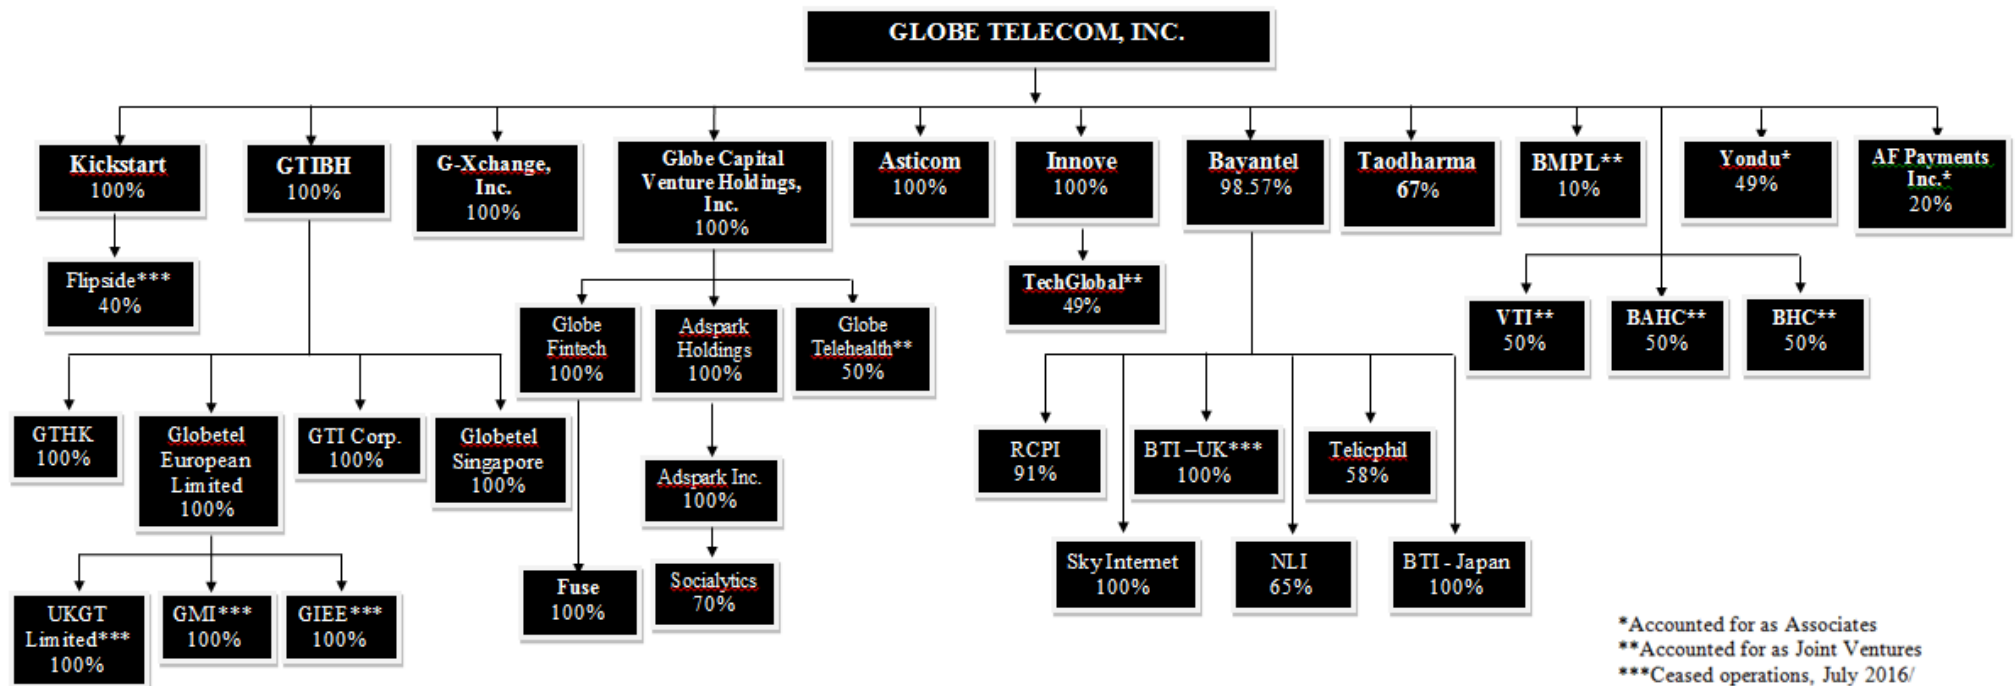 GLOBE TELECOM, INC.
Kickstart
100%
GTIBH
100%
G-Xchange,
Inc.
100%
Globe Capital
Venture Holdings,
Inc.
100%
Asticom
100%
Innove
100%
Bayantel
98.57%
Taodharma
67%
BMPL**
10%
Yondu*
49%
AF Payments
Inc.*
20%
Flipside***
40%
TechGlobal**
49%
VTI**
50%
BAHC**
50%
BHC**
50%
Globe
Fintech
100%
Adspark
Holdings
100%
Globe
Telehealth**
50%
GTHK
100%
Globetel
European
Limited
100%
GTI Corp.
100%
Globetel
Singapore
100%
Adspark Inc.
100%
RCPI
91%
BTI –UK***
100%
Telicphil
58%
UKGT
Limited***
100%
GMI***
100%
GIEE***
100%
Fuse
100%
Socialytics
70%
Sky Internet
100%
NLI
65%
BTI - Japan
100%
*Accounted for as Associates
**Accounted for as Joint Ventures
***Ceased operations, July 2016/